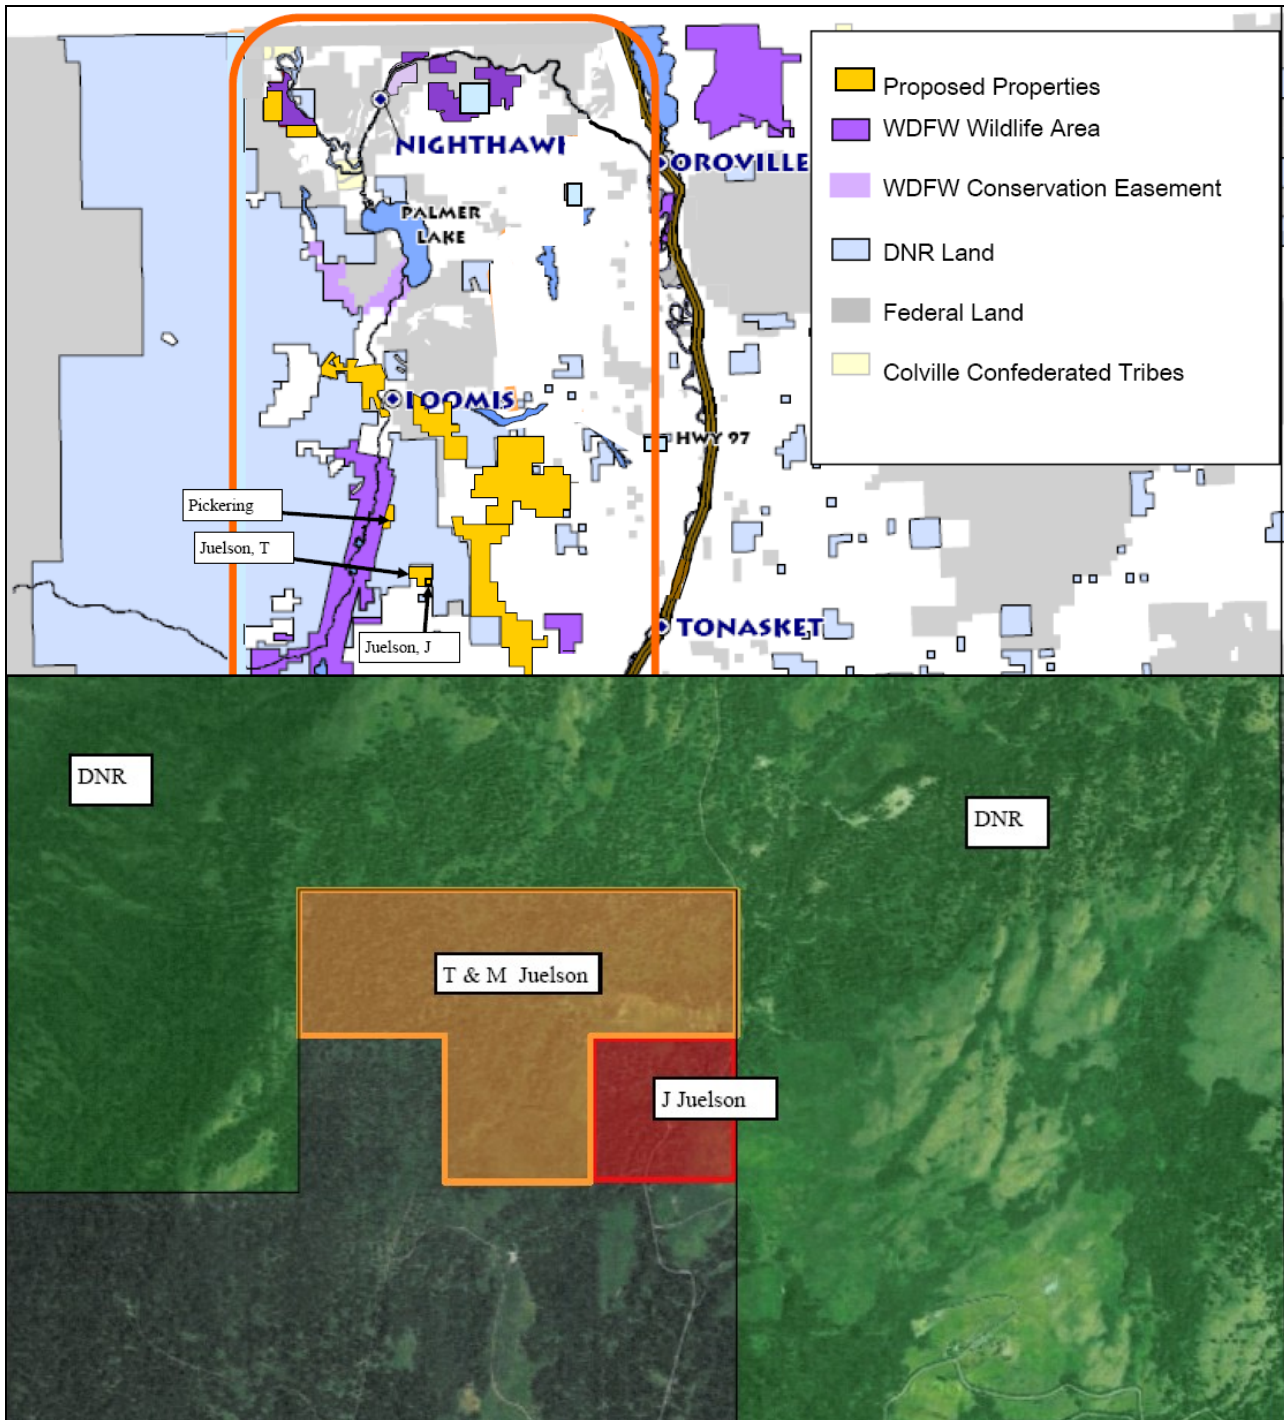 NIGHTHAWK
OROVILLE
PALMER
LAKE
LOOMIS
HWY 97
Pickering
Juelson, T
Juelson, J
TONASKET
Proposed Properties
WDFW Wildlife Area
WDFW Conservation Easement
DNR Land
Federal Land
Colville Confederated Tribes
DNR
DNR
T & M Juelson
J Juelson